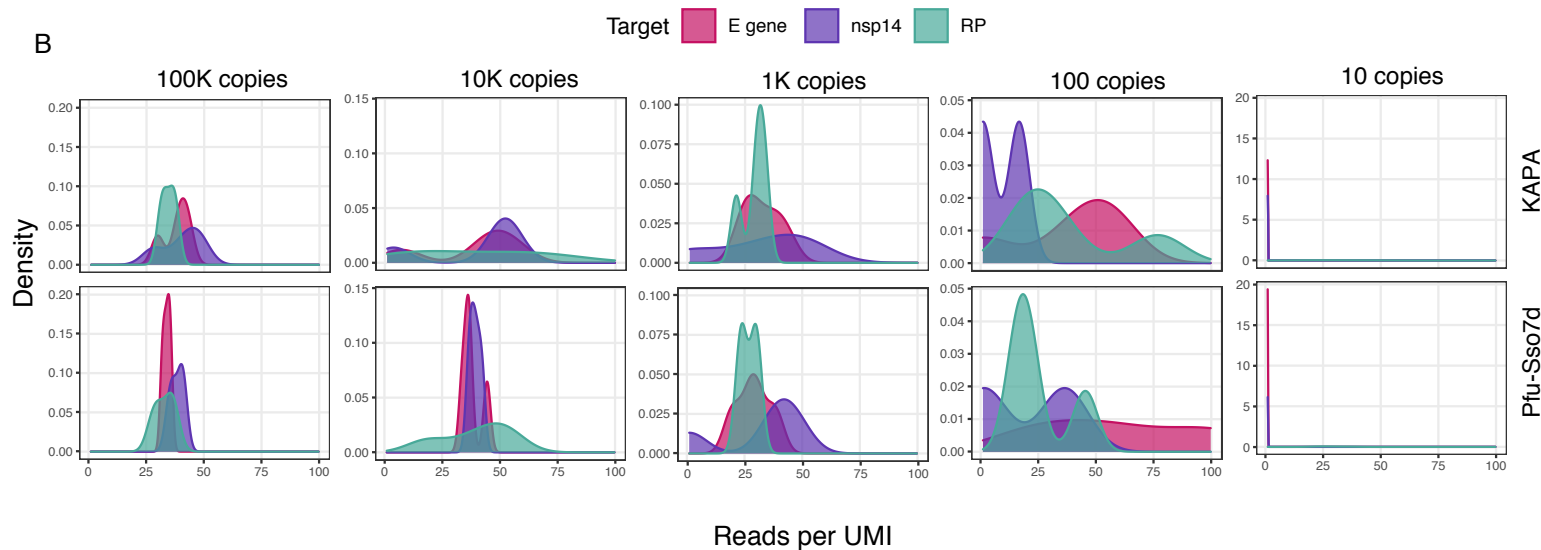 Target E gene nsp14 RP
B
100K copies 10K copies 1K copies 100 copies 10 copies
0.20 0.15 0.10 0.05 0.00
0.15 0.10 0.05 0.00
0.100 0.075 0.050 0.025 0.000
0.05 0.04 0.03 0.02 0.01 0.00
20 15 10 5 0
KAPA
Density
0.20 0.15 0.10 0.05 0.00
0.15 0.10 0.05 0.00
0.100 0.075 0.050 0.025 0.000
0.05 0.04 0.03 0.02 0.01 0.00
20 15 10 5 0
Pfu-Sso7d
0 25 50 75 100 0 25 50 75 100 0 25 50 75 100 0 25 50 75 100 0 25 50 75 100
Reads per UMI